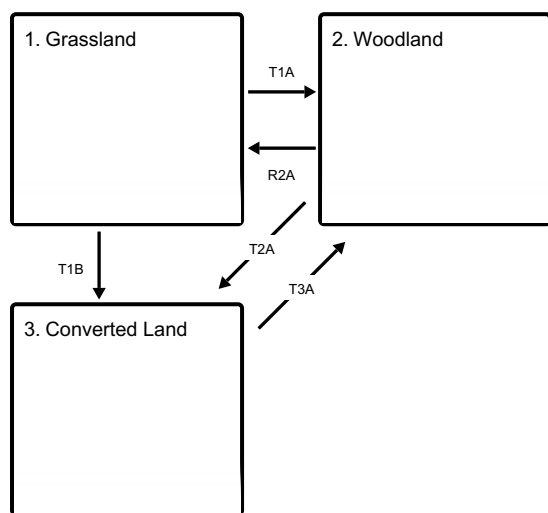 1. Grassland
2. Woodland
T1A
R2A
T2A
T1B
T3A
3. Converted Land